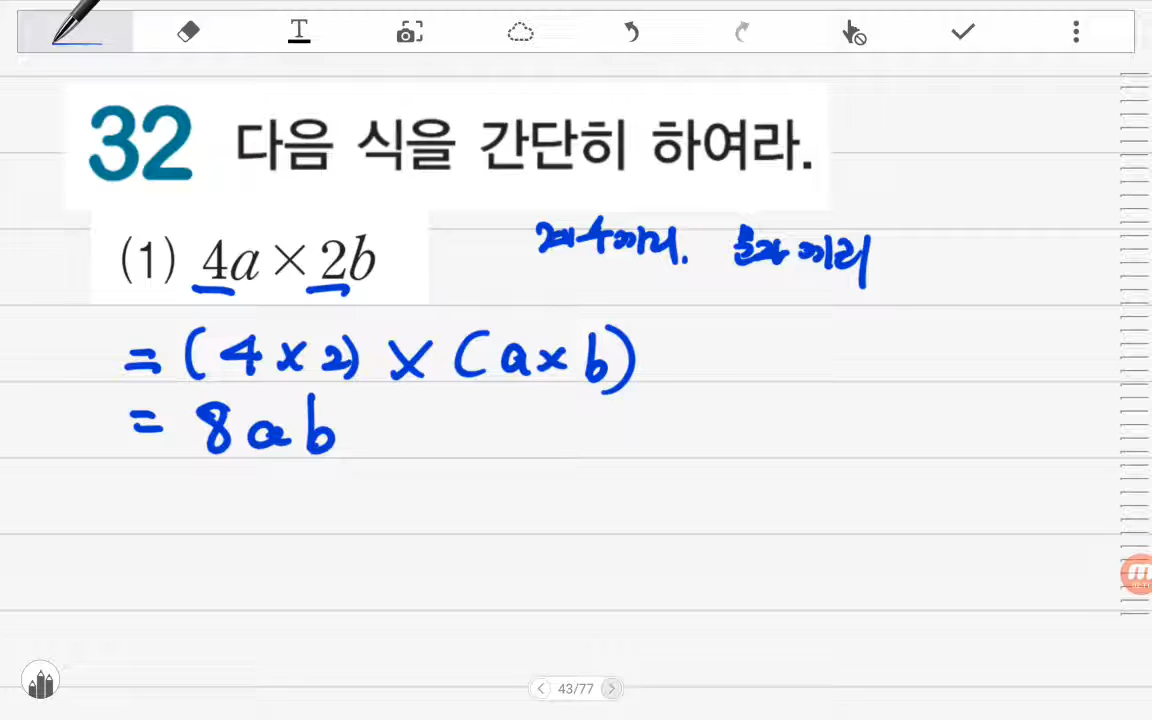 T
32 다음 식을 간단히 하여라.
(1) 4a × 2b
계수끼리. 문자끼리
= (4 × 2) × (a × b)
= 8ab
43/77